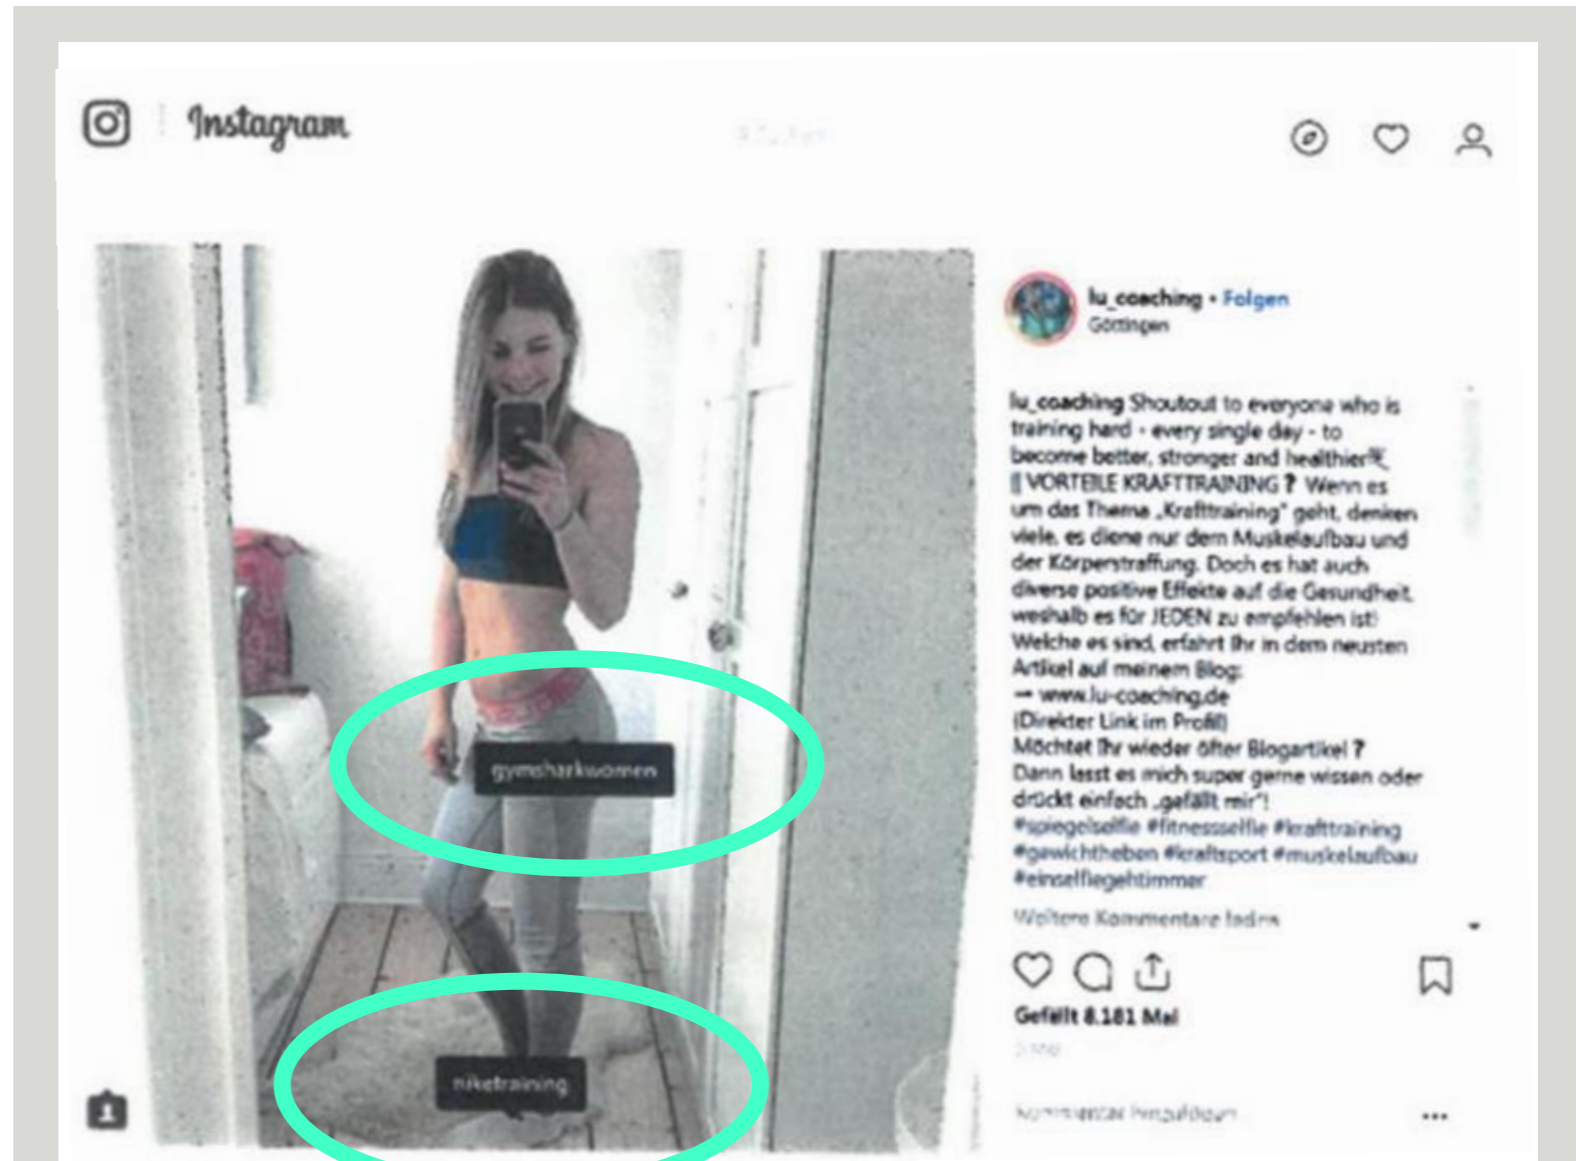 Instagram
lu_coaching • Folgen
Göttingen
lu_coaching Shoutout to everyone who is
training hard - every single day - to
become better, stronger and healthier
VORTEILE KRAFTTRAINING ? Wenn es
um das Thema „Krafttraining" geht, denken
viele, es diene nur dem Muskelaufbau und
der Körperstraffung. Doch es hat auch
diverse positive Effekte auf die Gesundheit,
weshalb es für JEDEN zu empfehlen ist!
Welche es sind, erfahrt Ihr in dem neusten
Artikel auf meinem Blog:
→ www.lu-coaching.de
(Direkter Link im Profil)
Möchtet Ihr wieder öfter Blogartikel ?
Dann lasst es mich super gerne wissen oder
drückt einfach „gefällt mir"!
#spiegelselfie #fitnessselfie #krafttraining
#gewichtheben #kraftsport #muskelaufbau
#einselfiegehtimmer
Weitere Kommentare laden
Gefällt 8.181 Mal
Kommentar hinzufügen
gymsharkwomen
niketraining